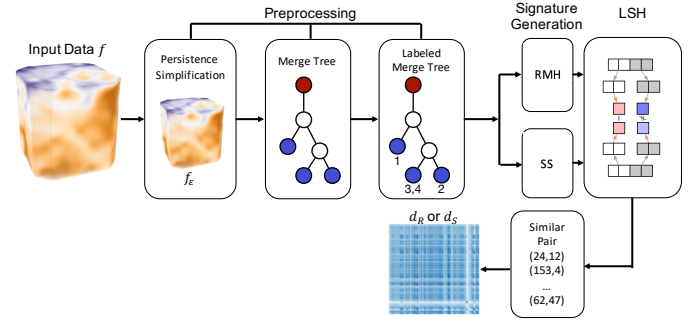 Preprocessing
Signature
Generation
LSH
Input Data f
Persistence
Simplification
fε
Merge Tree
Labeled
Merge Tree
1
3,4
2
RMH
SS
d_R or d_S
Similar
Pair
(24,12)
(153,4)
...
(62,47)